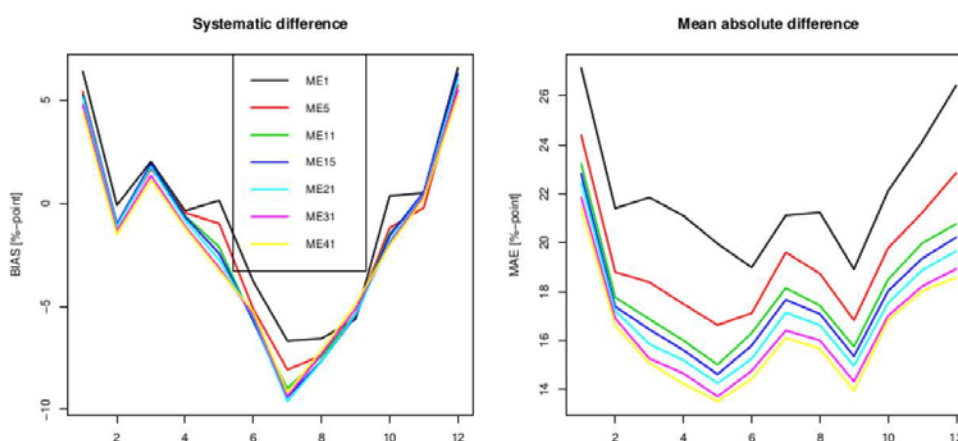 Systematic difference
Mean absolute difference
BIAS [%-point]
5
0
−5
−10
2
4
6
8
10
12
ME1
ME5
ME11
ME15
ME21
ME31
ME41
MAE [%-point]
26
24
22
20
18
16
14
2
4
6
8
10
12